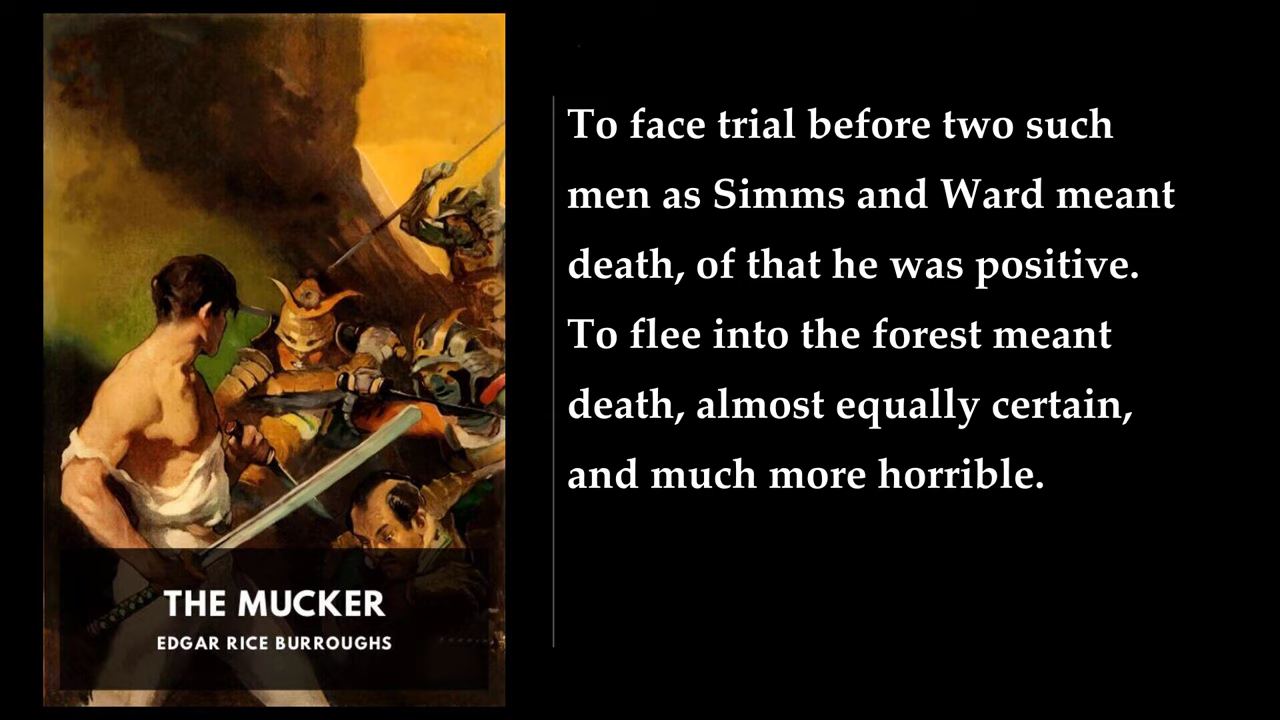 To face trial before two such
men as Simms and Ward meant
death, of that he was positive.
To flee into the forest meant
death, almost equally certain,
and much more horrible.
THE MUCKER
EDGAR RICE BURROUGHS